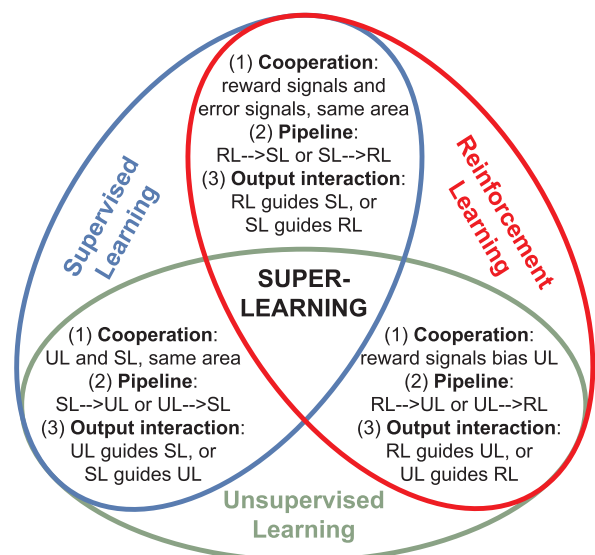 (1) Cooperation:
reward signals and
error signals, same area
(2) Pipeline:
RL-->SL or SL-->RL
(3) Output interaction:
RL guides SL, or
SL guides RL
Supervised
Learning
Reinforcement
Learning
SUPER-
LEARNING
(1) Cooperation:
UL and SL, same area
(2) Pipeline:
SL-->UL or UL-->SL
(3) Output interaction:
UL guides SL, or
SL guides UL
(1) Cooperation:
reward signals bias UL
(2) Pipeline:
RL-->UL or UL-->RL
(3) Output interaction:
RL guides UL, or
UL guides RL
Unsupervised
Learning